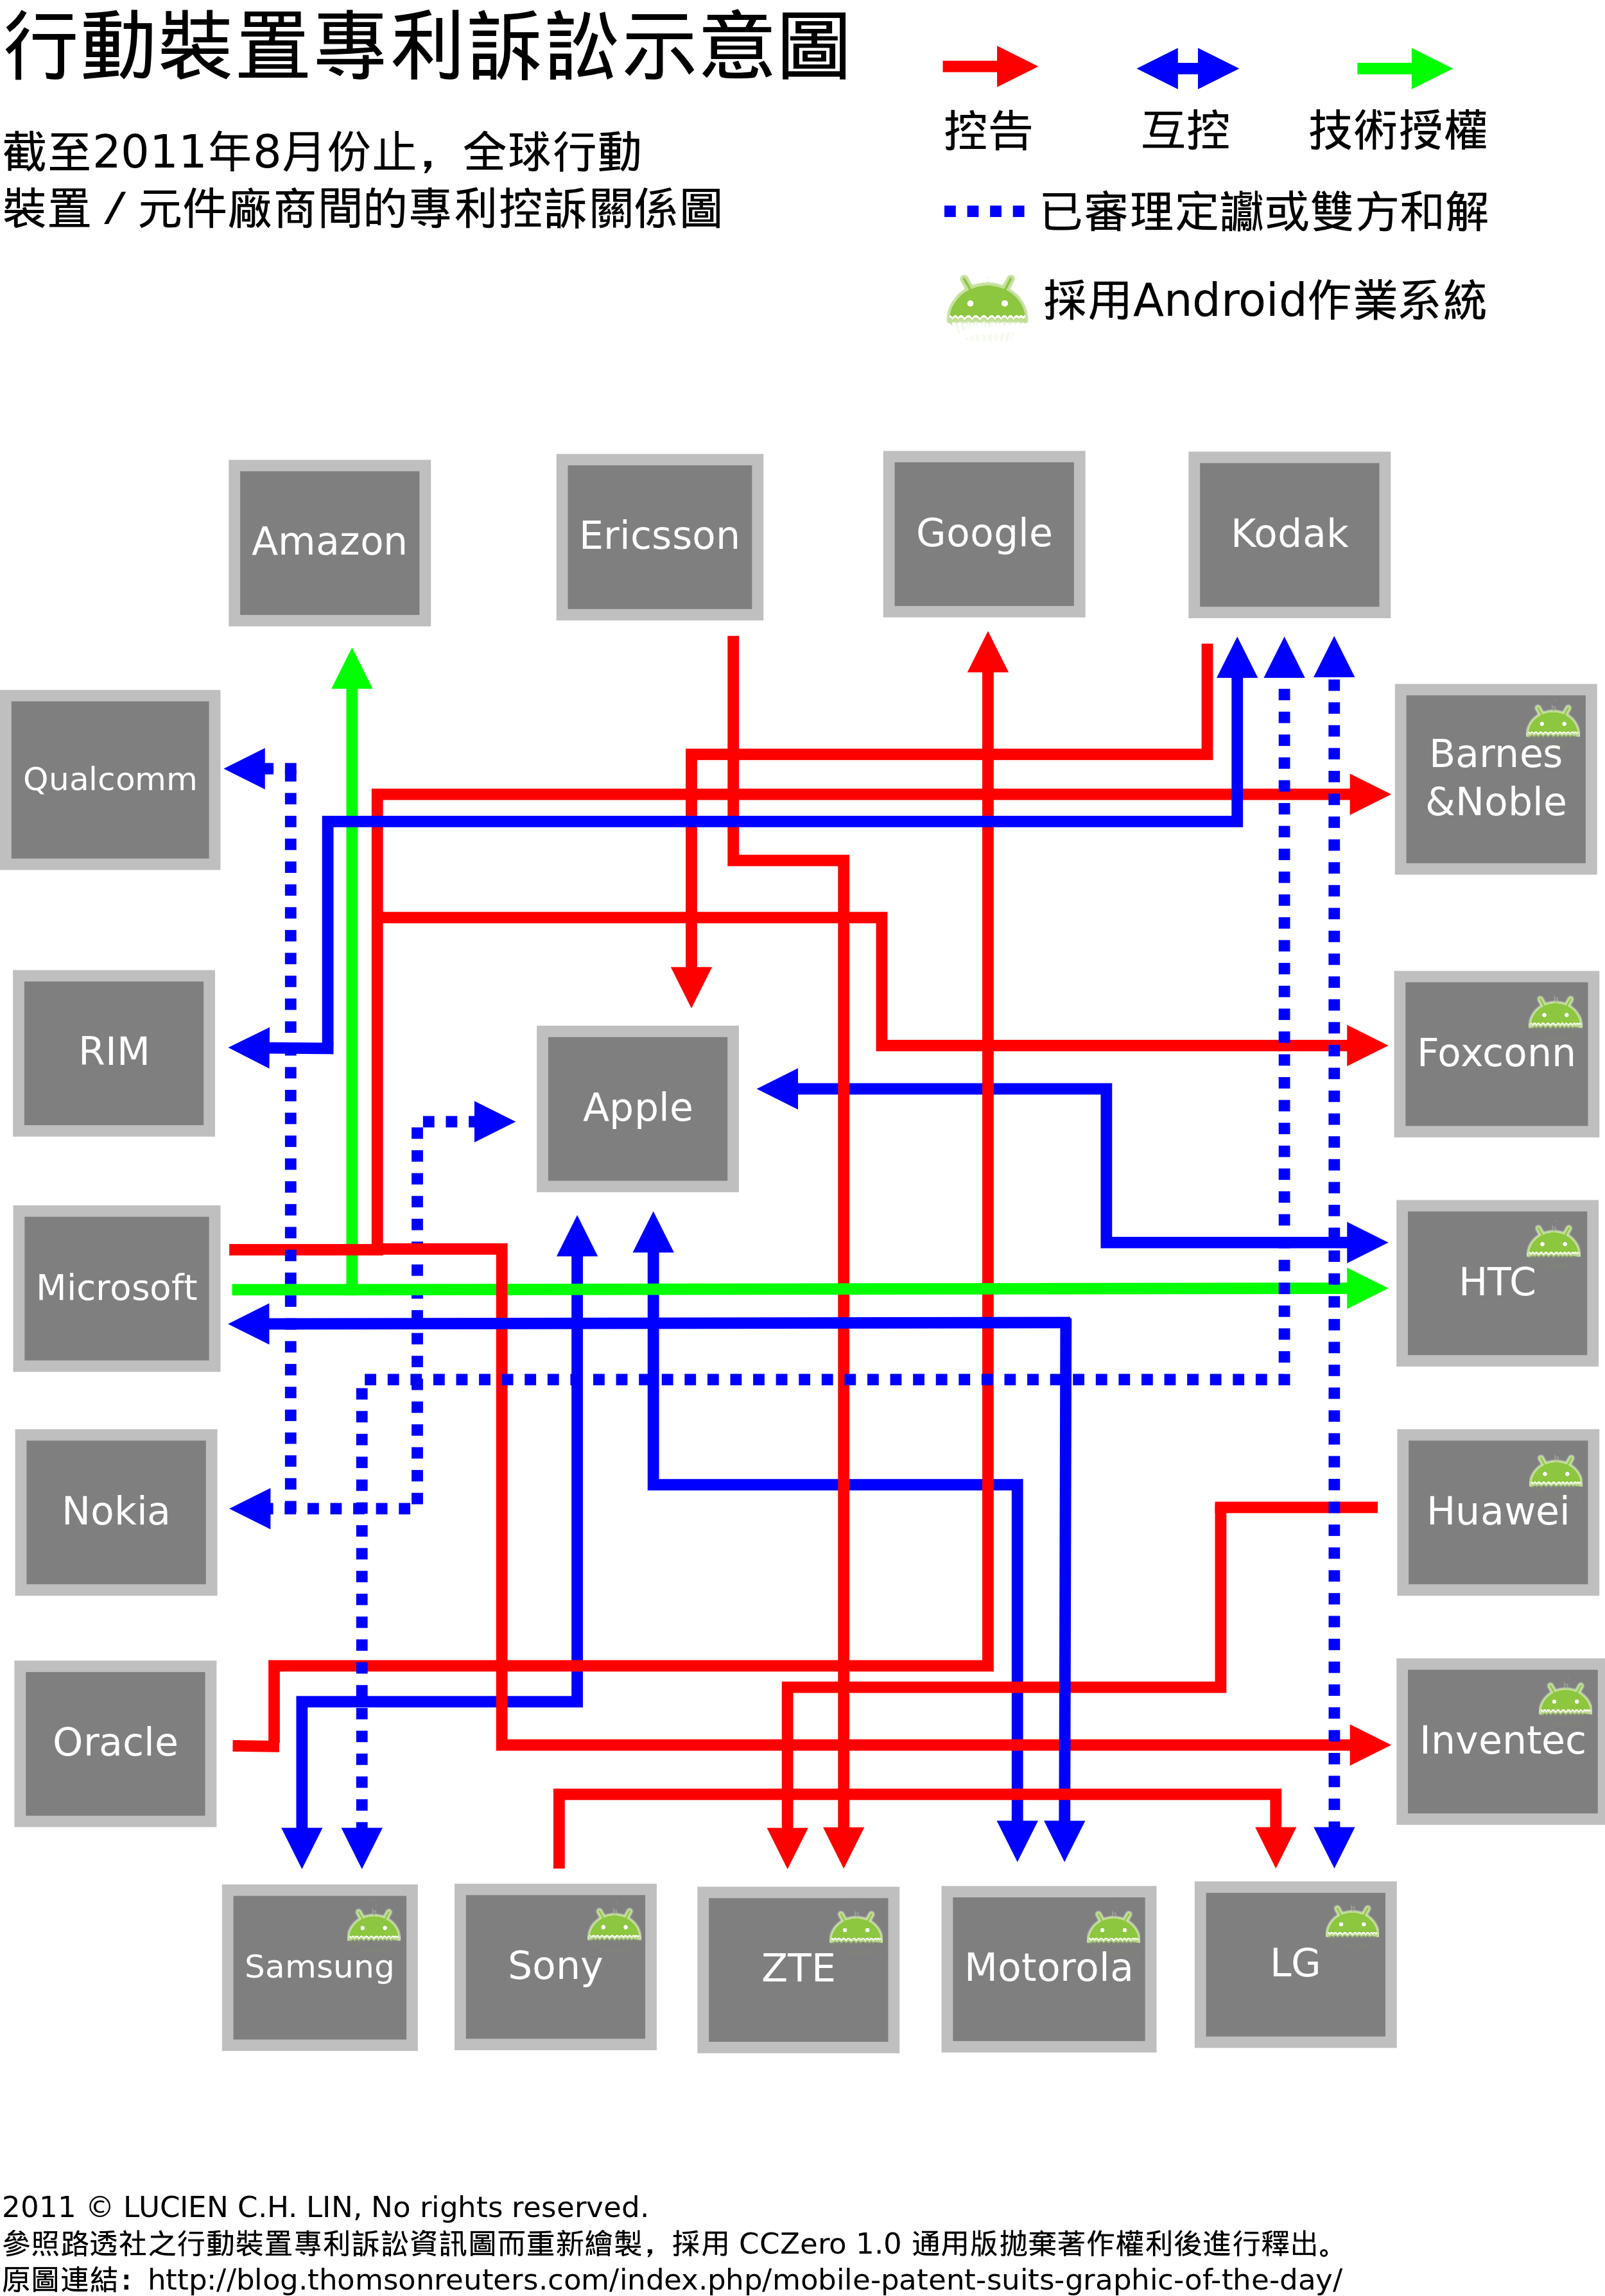 行動裝置專利訴訟示意圖
截至2011年8月份止，全球行動
裝置 / 元件廠商間的專利控訴關係圖
控告
互控
技術授權
已審理定讞或雙方和解
採用Android作業系統
Amazon
Ericsson
Google
Kodak
Qualcomm
Barnes
&Noble
RIM
Foxconn
Apple
Microsoft
HTC
Nokia
Huawei
Oracle
Inventec
Samsung
Sony
ZTE
Motorola
LG
2011 © LUCIEN C.H. LIN, No rights reserved.
參照路透社之行動裝置專利訴訟資訊圖而重新繪製，採用 CCZero 1.0 通用版拋棄著作權利後進行釋出。
原圖連結：http://blog.thomsonreuters.com/index.php/mobile-patent-suits-graphic-of-the-day/